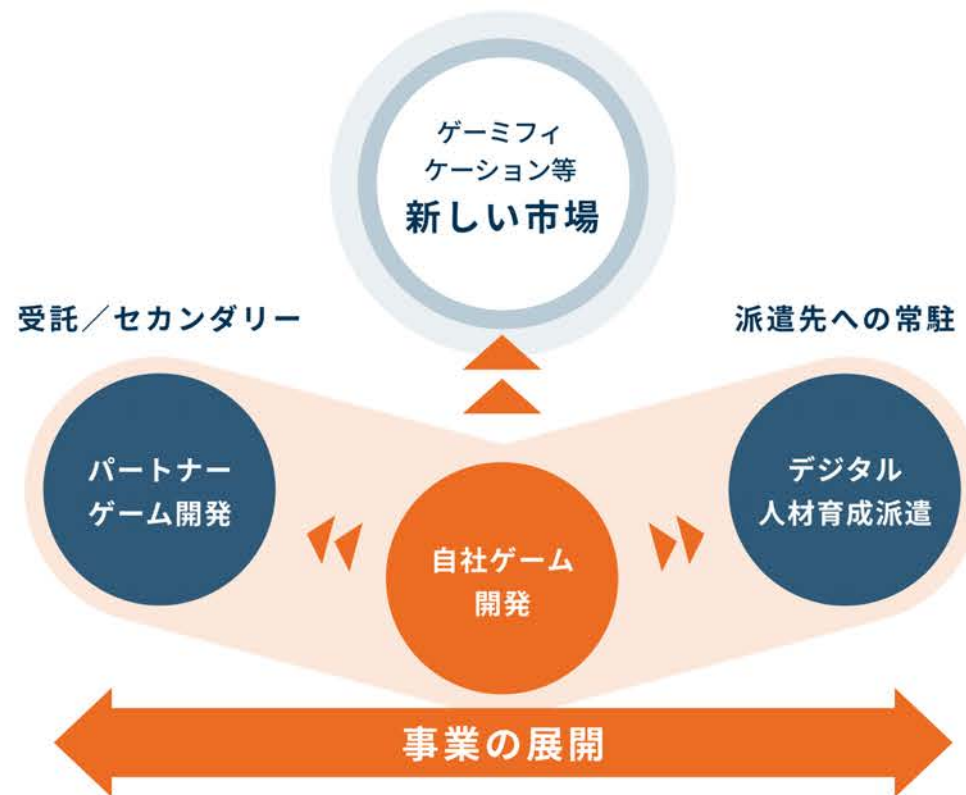 ゲーミフィ
ケーション等
新しい市場
受託／セカンダリー
派遣先への常駐
パートナー
ゲーム開発
デジタル
人材育成派遣
自社ゲーム
開発
事業の展開